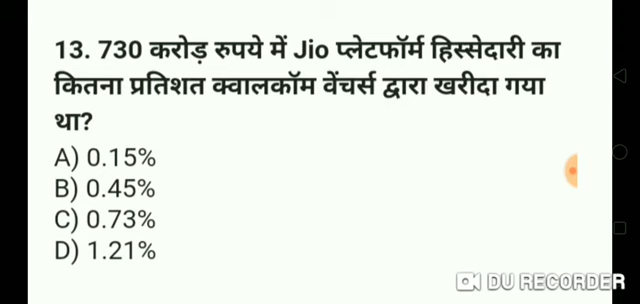 13. 730 करोड़ रुपये में Jio प्लेटफॉर्म हिस्सेदारी का
कितना प्रतिशत क्वालकॉम वेंचर्स द्वारा खरीदा गया
था?
A) 0.15%
B) 0.45%
C) 0.73%
D) 1.21%
DU RECORDER